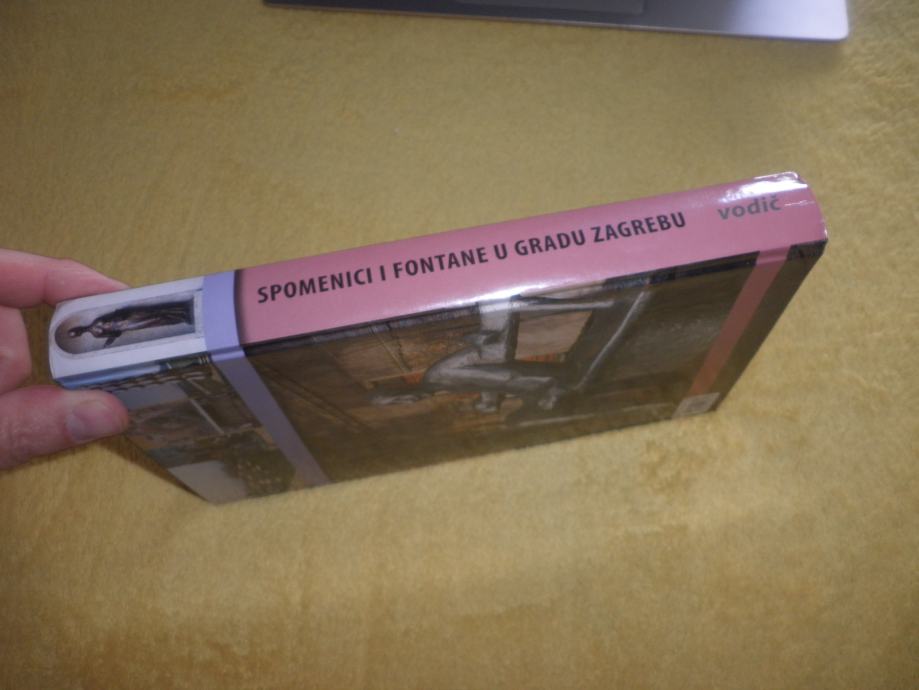 SPOMENICI I FONTANE U GRADU ZAGREBU
vodič